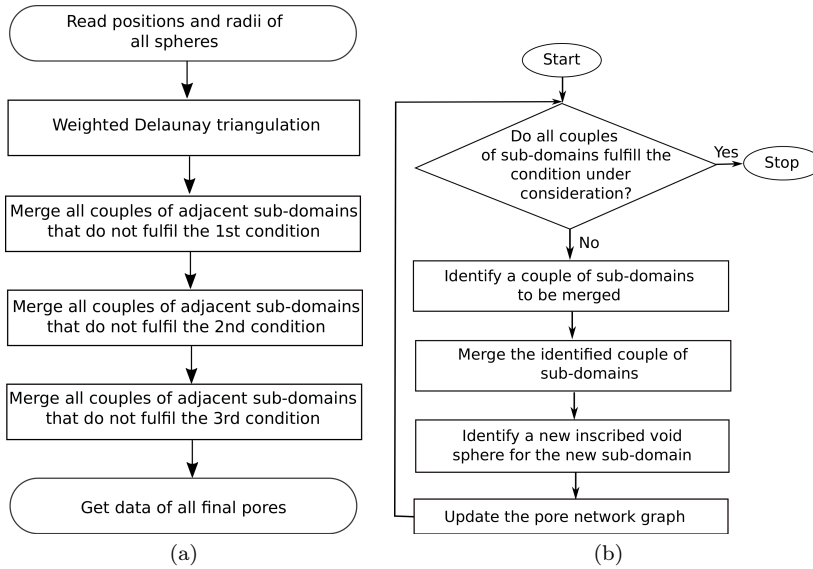 Read positions and radii of
all spheres
Weighted Delaunay triangulation
Merge all couples of adjacent sub-domains
that do not fulfil the 1st condition
Merge all couples of adjacent sub-domains
that do not fulfil the 2nd condition
Merge all couples of adjacent sub-domains
that do not fulfil the 3rd condition
Get data of all final pores
(a)
Start
Do all couples
of sub-domains fulfill the
condition under
consideration?
Yes
Stop
No
Identify a couple of sub-domains
to be merged
Merge the identified couple of
sub-domains
Identify a new inscribed void
sphere for the new sub-domain
Update the pore network graph
(b)